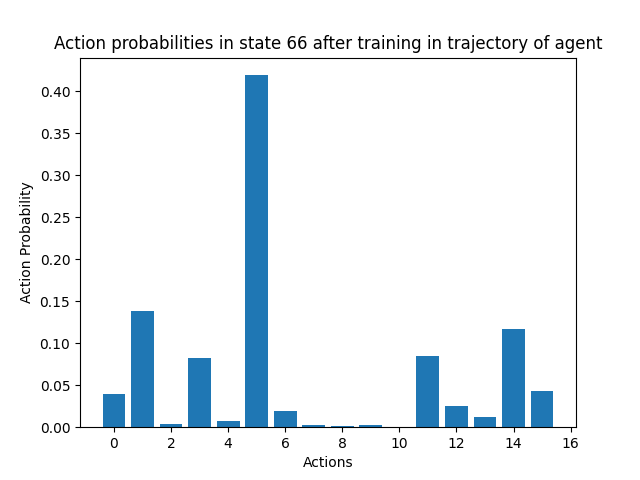 Action probabilities in state 66 after training in trajectory of agent
0.40
0.35
0.30
0.25
0.20
0.15
0.10
0.05
0.00
Action Probability
0 2 4 6 8 10 12 14 16
Actions